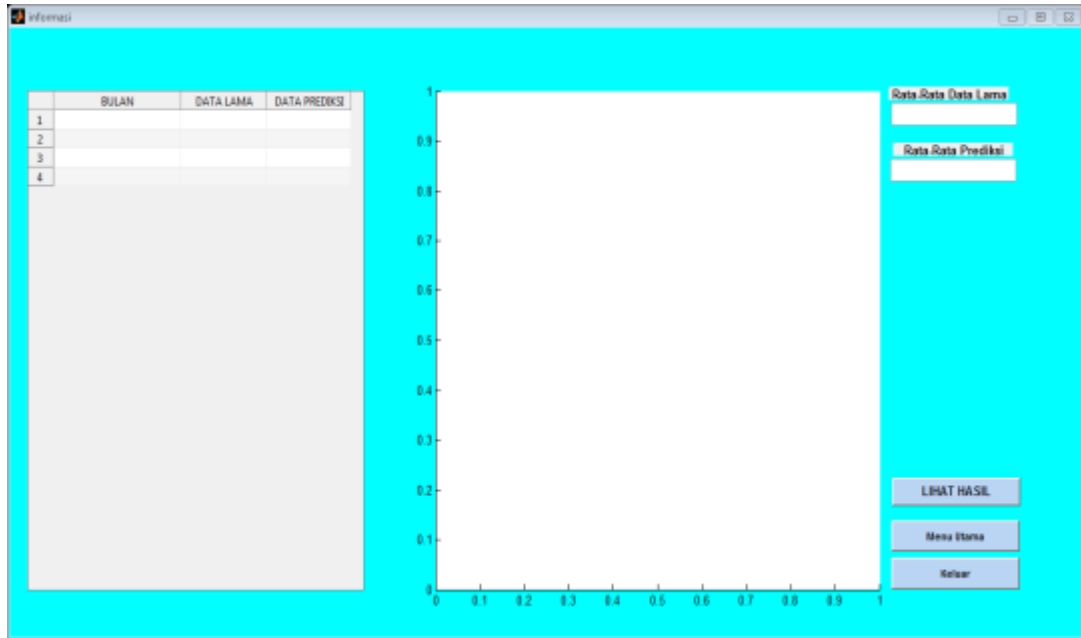 informasi
BULAN DATA LAMA DATA PREDIKSI
1
2
3
4
1
0.9
0.8
0.7
0.6
0.5
0.4
0.3
0.2
0.1
0
0 0.1 0.2 0.3 0.4 0.5 0.6 0.7 0.8 0.9 1
Rata-Rata Data Lama
Rata-Rata Prediksi
LIHAT HASIL
Menu Utama
Keluar